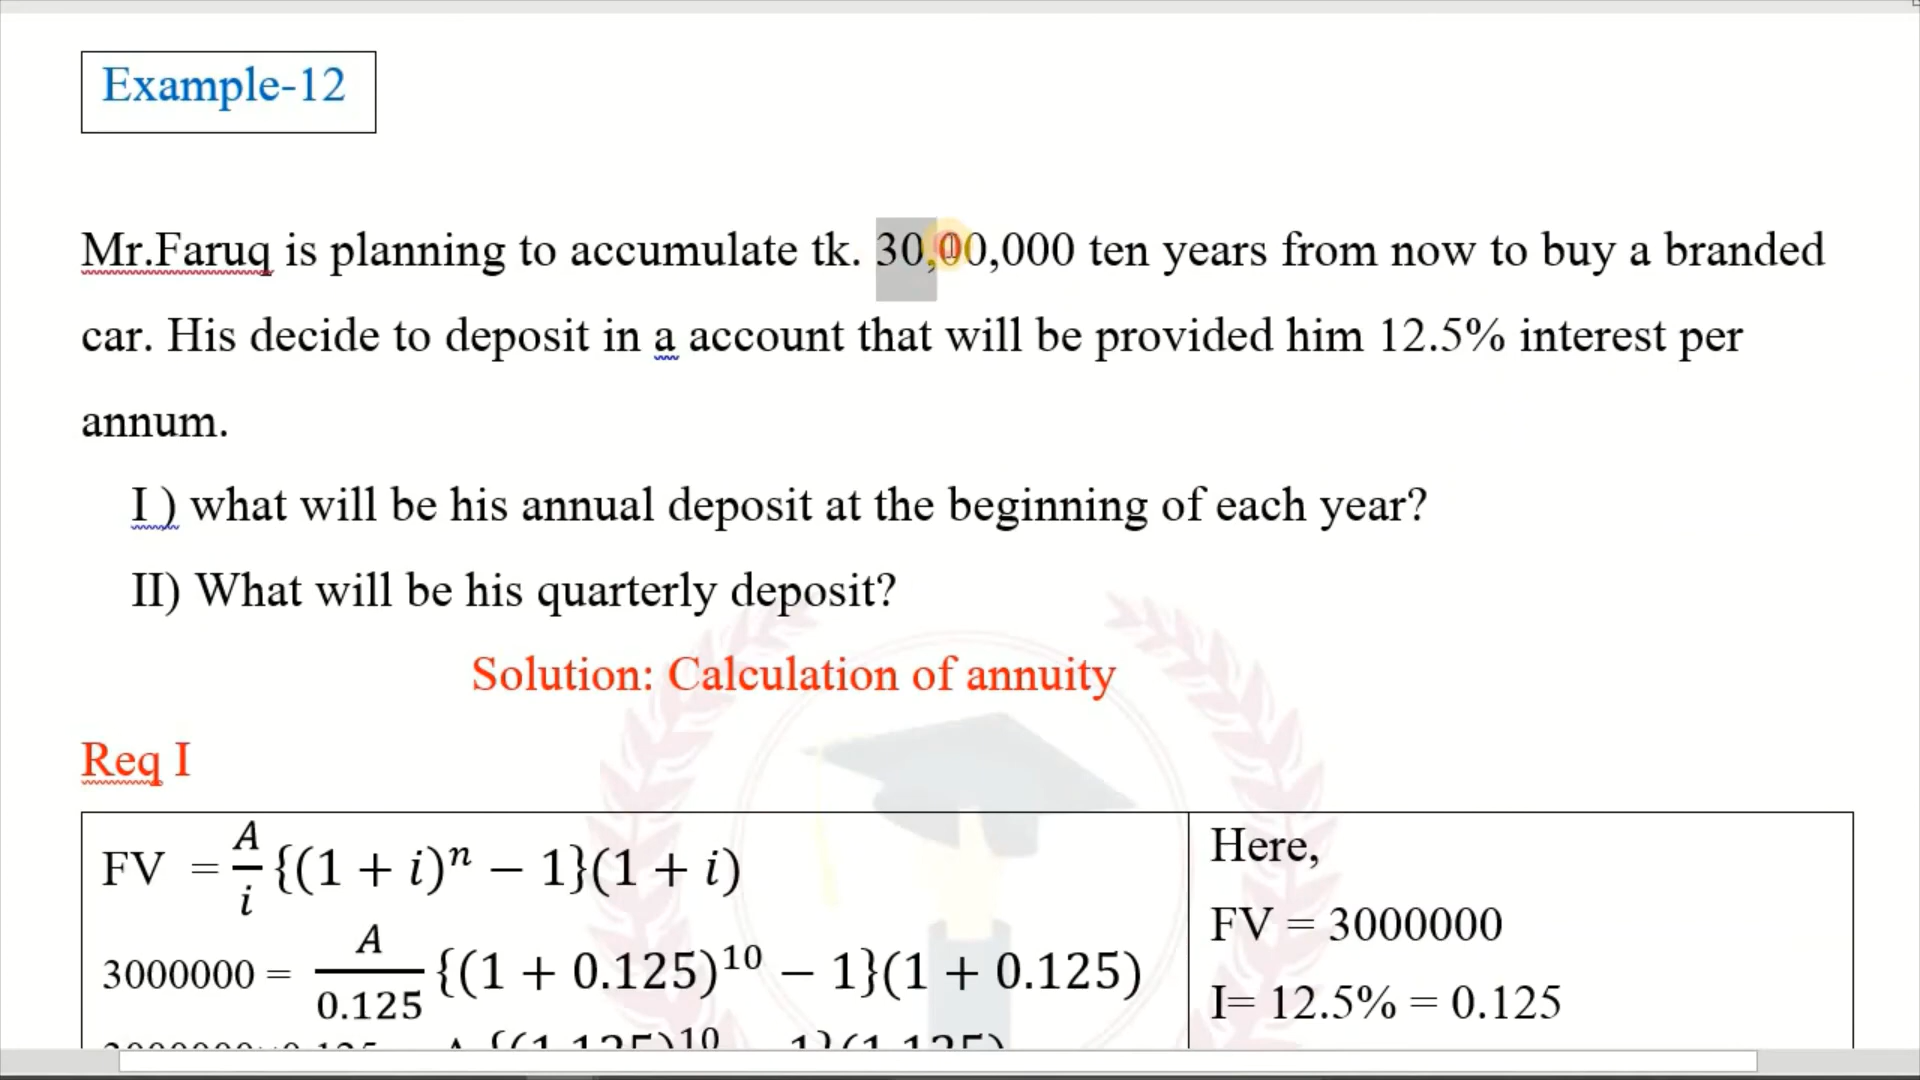 Example-12
Mr.Faruq is planning to accumulate tk. 30,00,000 ten years from now to buy a branded
car. His decide to deposit in a account that will be provided him 12.5% interest per
annum.
I ) what will be his annual deposit at the beginning of each year?
II) What will be his quarterly deposit?
Solution: Calculation of annuity
Req I
FV = A/i {(1 + i)^n − 1}(1 + i)
3000000 = A/0.125 {(1 + 0.125)^10 − 1}(1 + 0.125)
Here,
FV = 3000000
I= 12.5% = 0.125